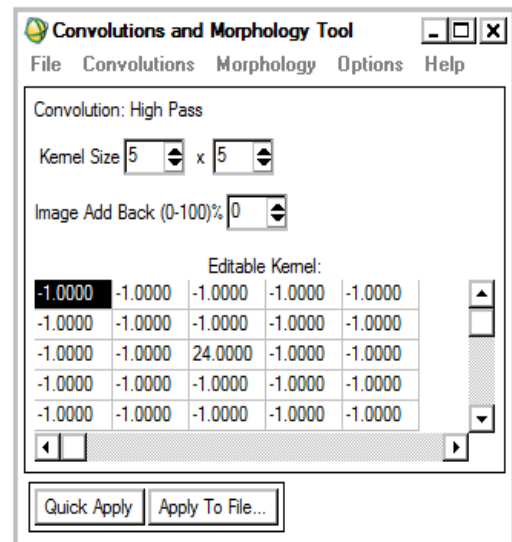 Convolutions and Morphology Tool
File Convolutions Morphology Options Help
Convolution: High Pass
Kernel Size 5 x 5
Image Add Back (0-100)% 0
Editable Kernel:
-1.0000 -1.0000 -1.0000 -1.0000 -1.0000
-1.0000 -1.0000 -1.0000 -1.0000 -1.0000
-1.0000 -1.0000 24.0000 -1.0000 -1.0000
-1.0000 -1.0000 -1.0000 -1.0000 -1.0000
-1.0000 -1.0000 -1.0000 -1.0000 -1.0000
Quick Apply Apply To File...